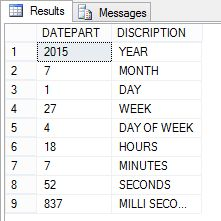 Results Messages
DATEPART DISCRIPTION
1 2015 YEAR
2 7 MONTH
3 1 DAY
4 27 WEEK
5 4 DAY OF WEEK
6 18 HOURS
7 7 MINUTES
8 52 SECONDS
9 837 MILLI SECO...